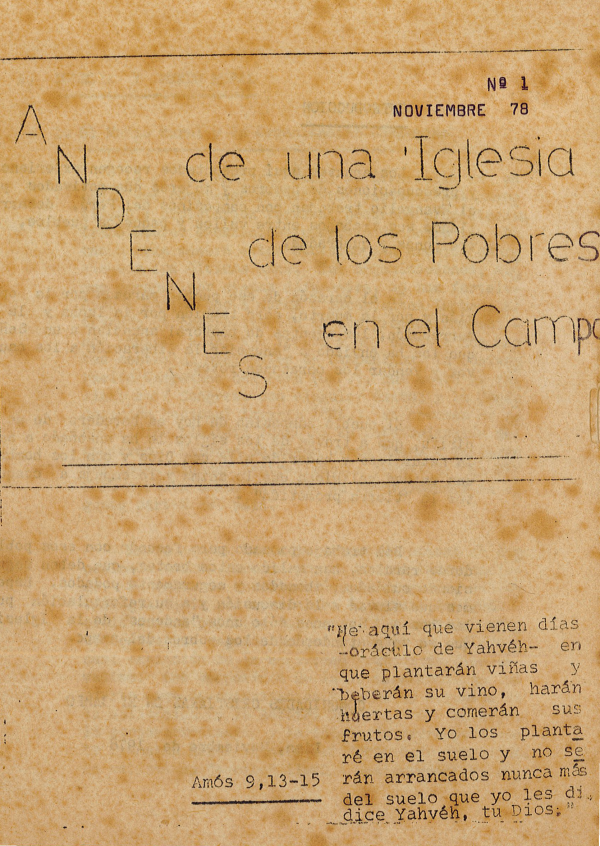 Nº 1
NOVIEMBRE 78
ANDENES
de una Iglesia
de los Pobres
en el Campo
"He aquí que vienen días
-oráculo de Yahvéh- en
que plantarán viñas y
beberán su vino, harán
huertas y comerán sus
frutos. Yo los planta
ré en el suelo y no se
rán arrancados nunca más
del suelo que yo les di,
dice Yahvéh, tu Dios."
Amós 9,13-15